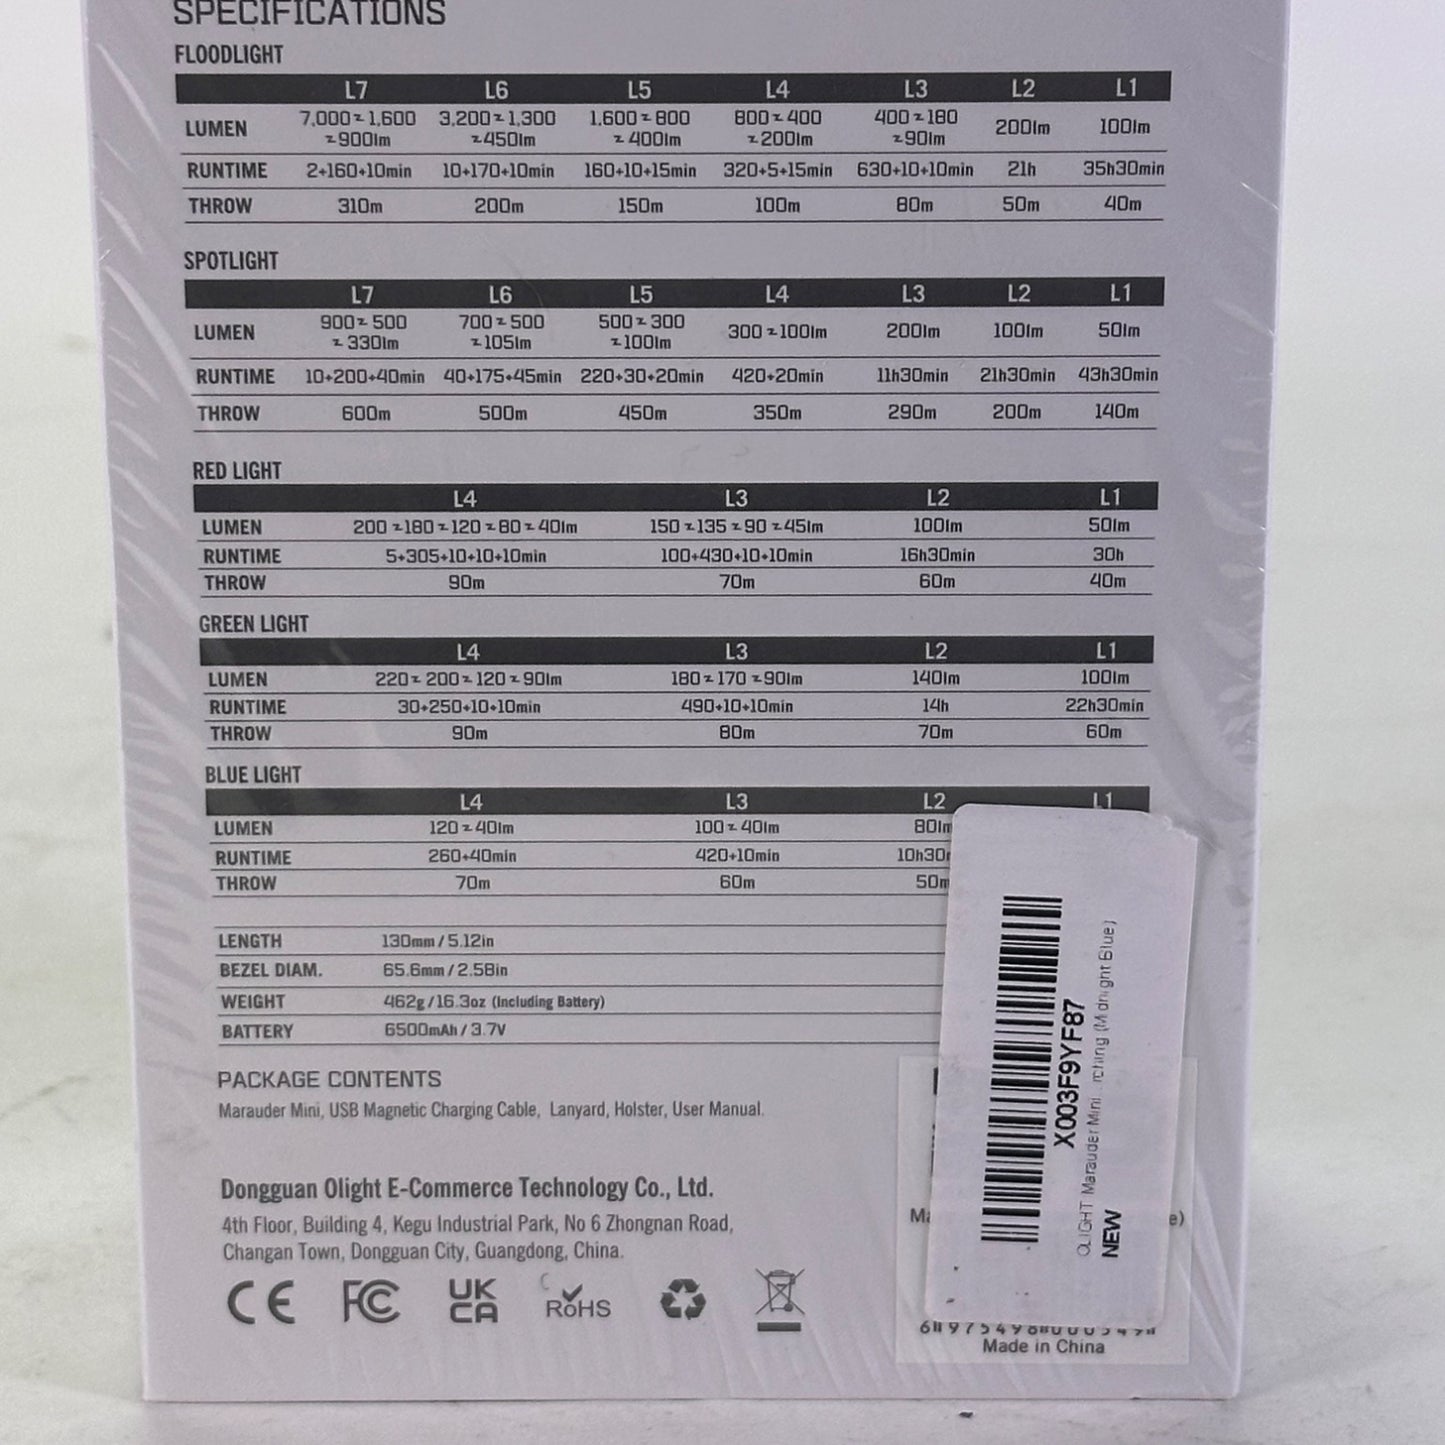 SPECIFICATIONS
FLOODLIGHT
L7 L6 L5 L4 L3 L2 L1
LUMEN 7,000~1,600~900lm 3,200~1,300~450lm 1,600~800~400lm 800~400~200lm 400~180~90lm 200lm 100lm
RUNTIME 2+160+10min 10+170+10min 160+10+15min 320+5+15min 630+10+10min 21h 35h30min
THROW 310m 200m 150m 100m 80m 50m 40m
SPOTLIGHT
L7 L6 L5 L4 L3 L2 L1
LUMEN 900~500~330lm 700~500~105lm 500~300~100lm 300~100lm 200lm 100lm 50lm
RUNTIME 10+200+40min 40+175+45min 220+30+20min 420+20min 11h30min 21h30min 43h30min
THROW 600m 500m 450m 350m 290m 200m 140m
RED LIGHT
L4 L3 L2 L1
LUMEN 200~180~120~80~40lm 150~135~90~45lm 100lm 50lm
RUNTIME 5+305+10+10+10min 100+430+10+10min 16h30min 30h
THROW 90m 70m 60m 40m
GREEN LIGHT
L4 L3 L2 L1
LUMEN 220~200~120~90lm 180~170~90lm 140lm 100lm
RUNTIME 30+250+10+10min 490+10+10min 14h 22h30min
THROW 90m 80m 70m 60m
BLUE LIGHT
L4 L3 L2 L1
LUMEN 120~40lm 100~40lm 80lm
RUNTIME 260+40min 420+10min 10h30
THROW 70m 60m 50m
LENGTH 130mm / 5.12in
BEZEL DIAM. 65.6mm / 2.58in
WEIGHT 462g / 16.3oz (Including Battery)
BATTERY 6500mAh / 3.7V
PACKAGE CONTENTS
Marauder Mini, USB Magnetic Charging Cable, Lanyard, Holster, User Manual.
Dongguan Olight E-Commerce Technology Co., Ltd.
4th Floor, Building 4, Kegu Industrial Park, No 6 Zhongnan Road,
Changan Town, Dongguan City, Guangdong, China.
CE FC UK CA RoHS
X003F9YF87
OLIGHT Marauder Mini ...rching (Midnight Blue)
NEW
Ma
e)
Made in China